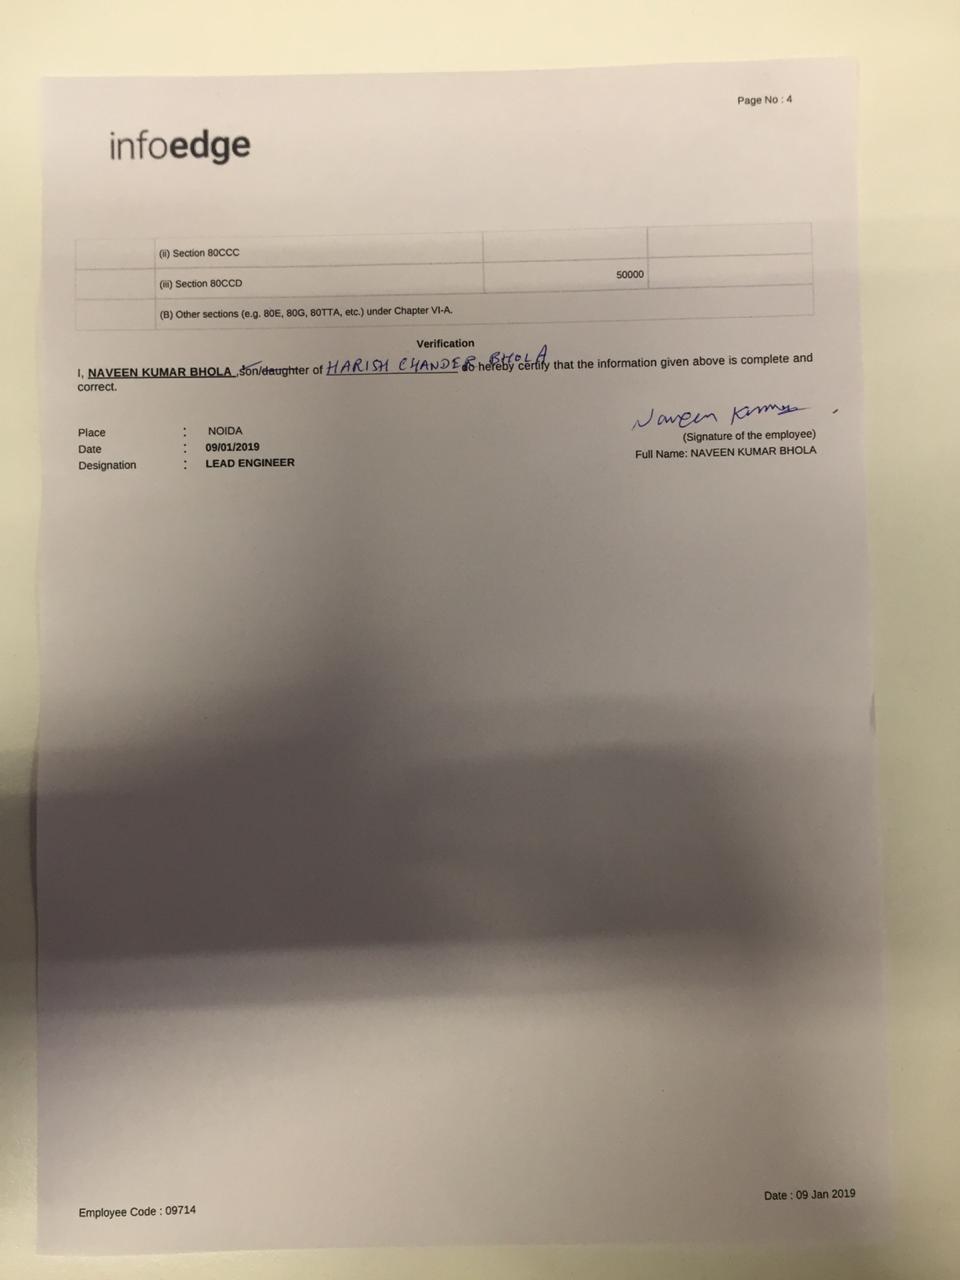 Page No : 4
infoedge
(ii) Section 80CCC
(iii) Section 80CCD 50000
(B) Other sections (e.g. 80E, 80G, 80TTA, etc.) under Chapter VI-A.
Verification
I, NAVEEN KUMAR BHOLA ,son/daughter of HARISH CHANDER BHOLA do hereby certify that the information given above is complete and
correct.
Naveen Kumar
Place : NOIDA
(Signature of the employee)
Date : 09/01/2019
Full Name: NAVEEN KUMAR BHOLA
Designation : LEAD ENGINEER
Date : 09 Jan 2019
Employee Code : 09714